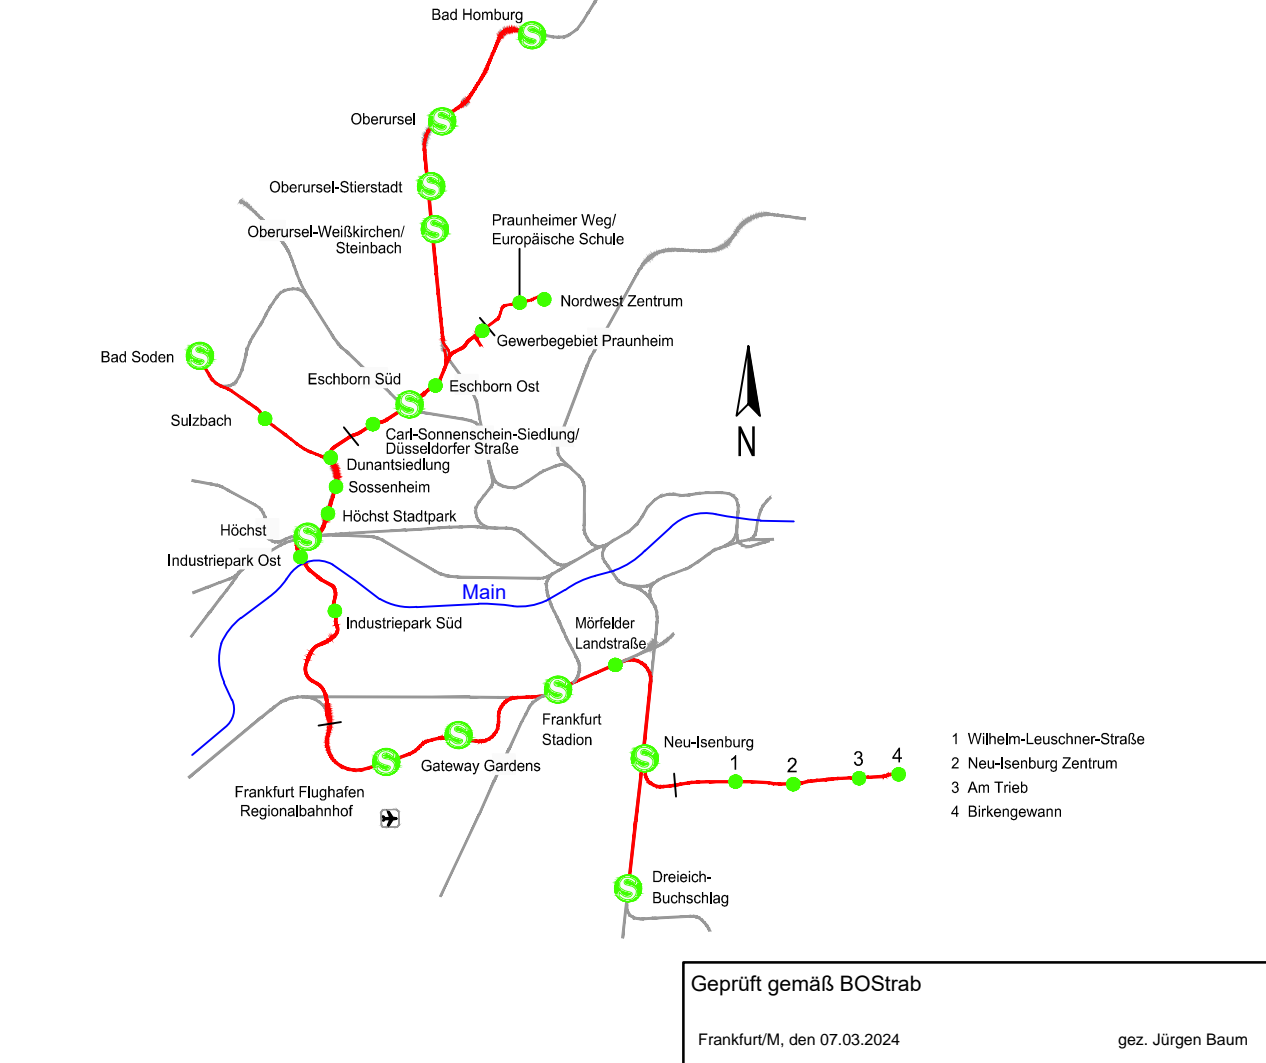 Bad Homburg
Oberursel
Oberursel-Stierstadt
Oberursel-Weißkirchen/
Steinbach
Praunheimer Weg/
Europäische Schule
Nordwest Zentrum
Gewerbegebiet Praunheim
Bad Soden
Eschborn Süd
Eschborn Ost
Sulzbach
Carl-Sonnenschein-Siedlung/
Düsseldorfer Straße
Dunantsiedlung
Sossenheim
Höchst Stadtpark
Höchst
Industriepark Ost
N
Main
Industriepark Süd
Mörfelder
Landstraße
Frankfurt
Stadion
Neu-Isenburg
Gateway Gardens
Frankfurt Flughafen
Regionalbahnhof
1
2
3
4
1 Wilhelm-Leuschner-Straße
2 Neu-Isenburg Zentrum
3 Am Trieb
4 Birkengewann
Dreieich-
Buchschlag
S
S
S
S
S
S
S
S
S
S
S
S
Geprüft gemäß BOStrab
Frankfurt/M, den 07.03.2024 gez. Jürgen Baum